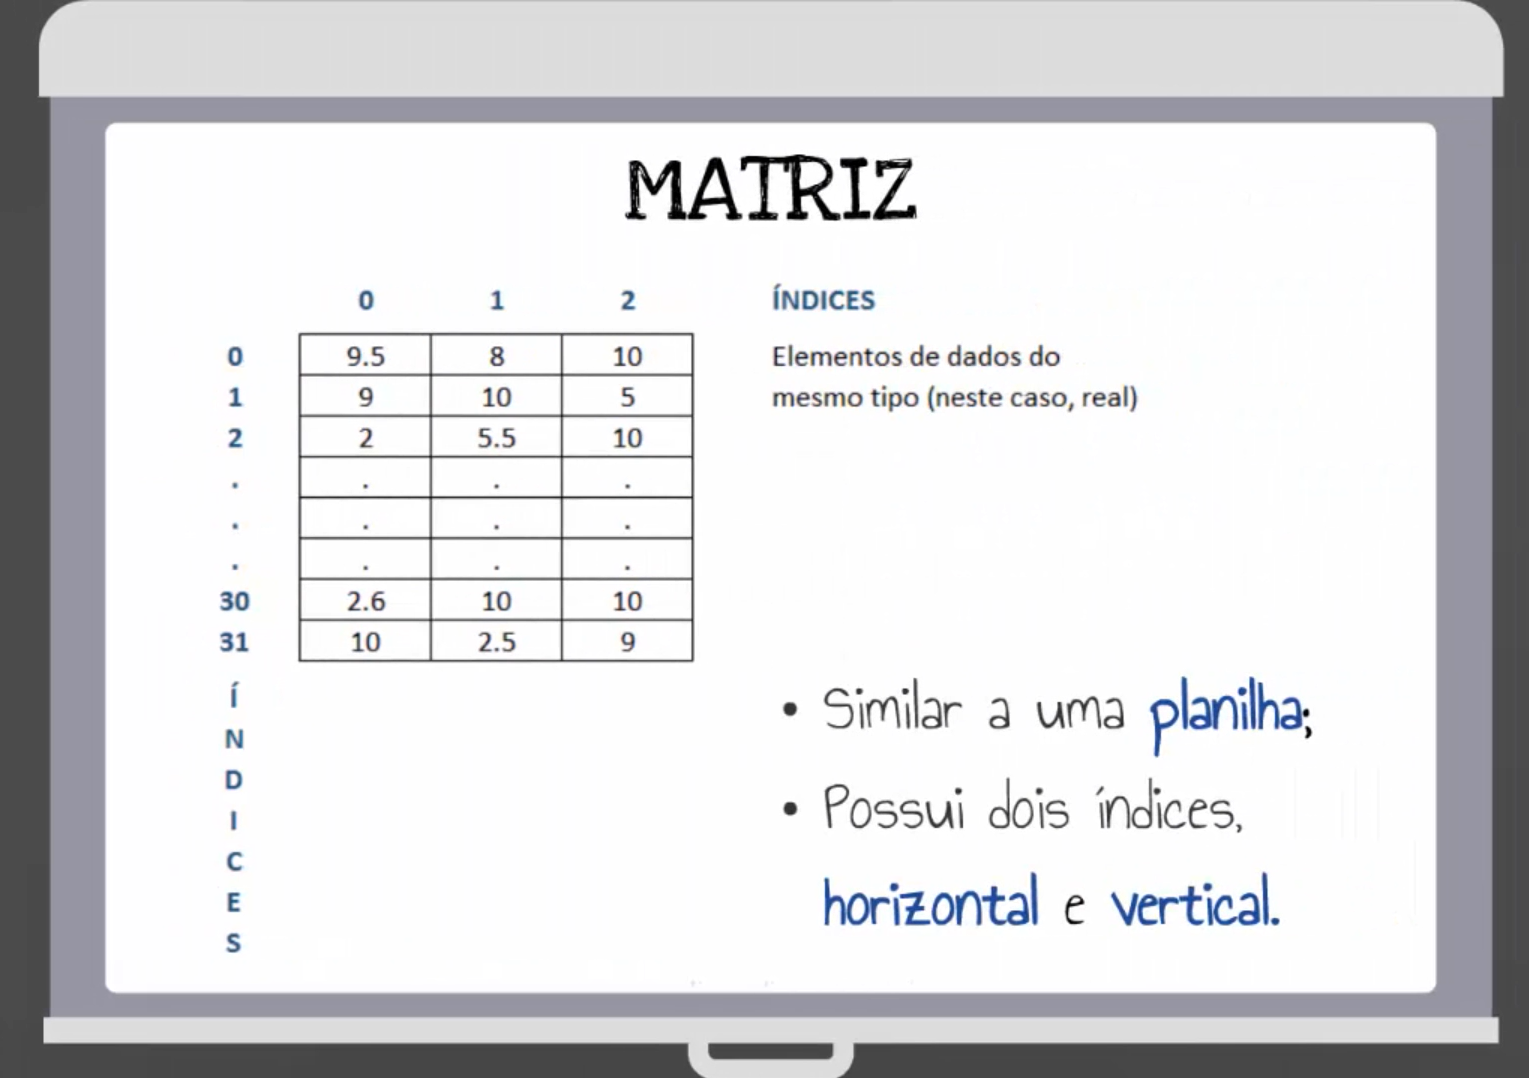 MATRIZ
0 1 2 ÍNDICES
0 9.5 8 10 Elementos de dados do
1 9 10 5 mesmo tipo (neste caso, real)
2 2 5.5 10
. . . .
. . . .
. . . .
30 2.6 10 10
31 10 2.5 9
Í
N
D
I
C
E
S
• Similar a uma planilha;
• Possui dois índices,
horizontal e vertical.